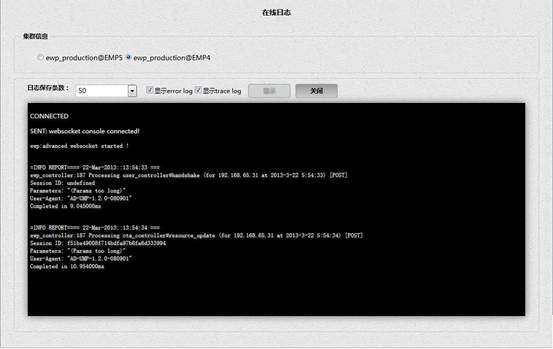 在线日志
集群信息
ewp_production@EMP5 ewp_production@EMP4
日志保存条数： 50 显示error log 显示trace log 关闭
CONNECTED
SENT: websocket console connected!
ewp:advanced websocket started !
=INFO REPORT==== 22-Mar-2013::13:54:33 ===
ewp_controller:187 Processing user_controller#handshake (for 192.168.65.31 at 2013-3-22 5:54:33) [POST]
Session ID: undefined
Parameters: "(Params too long)"
User-Agent: "AD-UMP-1.2.0-080901"
Completed in 9.045000ms
=INFO REPORT==== 22-Mar-2013::13:54:34 ===
ewp_controller:187 Processing ota_controller#resource_update (for 192.168.65.31 at 2013-3-22 5:54:34) [POST]
Session ID: f51be49008f714bdfa97b8fa6d333994
Parameters: "(Params too long)"
User-Agent: "AD-UMP-1.2.0-080901"
Completed in 10.954000ms